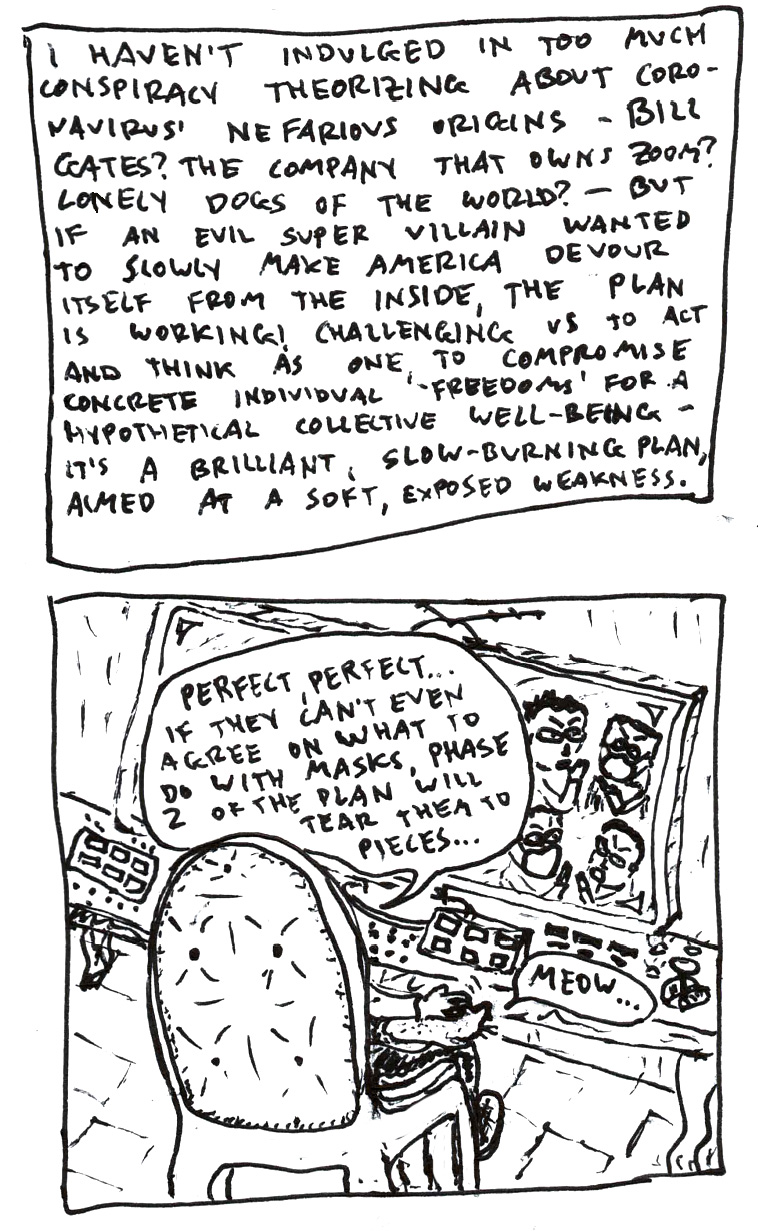 I HAVEN'T INDULGED IN TOO MUCH
CONSPIRACY THEORIZING ABOUT CORO-
NAVIRUS' NEFARIOUS ORIGINS - BILL
GATES? THE COMPANY THAT OWNS ZOOM?
LONELY DOGS OF THE WORLD? - BUT
IF AN EVIL SUPER VILLAIN WANTED
TO SLOWLY MAKE AMERICA DEVOUR
ITSELF FROM THE INSIDE, THE PLAN
IS WORKING! CHALLENGING US TO ACT
AND THINK AS ONE, TO COMPROMISE
CONCRETE INDIVIDUAL '-FREEDOMS' FOR A
HYPOTHETICAL COLLECTIVE WELL-BEING -
IT'S A BRILLIANT, SLOW-BURNING PLAN,
AIMED AT A SOFT, EXPOSED WEAKNESS.
PERFECT, PERFECT...
IF THEY CAN'T EVEN
AGREE ON WHAT TO
DO WITH MASKS, PHASE
2 OF THE PLAN WILL
TEAR THEM TO
PIECES...
MEOW...